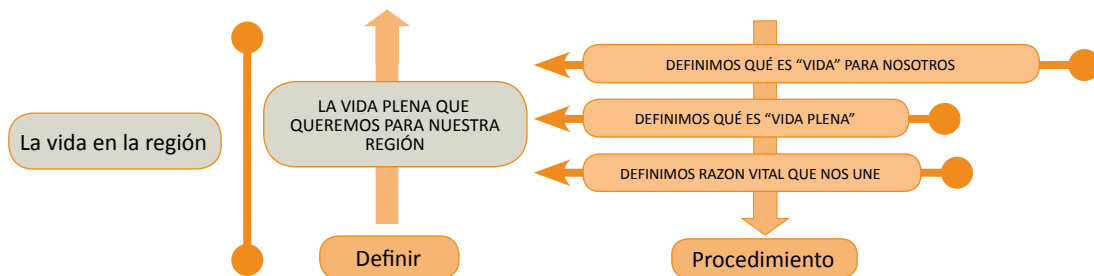 La vida en la región
LA VIDA PLENA QUE
QUEREMOS PARA NUESTRA
REGIÓN
Definir
DEFINIMOS QUÉ ES “VIDA” PARA NOSOTROS
DEFINIMOS QUÉ ES “VIDA PLENA”
DEFINIMOS RAZON VITAL QUE NOS UNE
Procedimiento